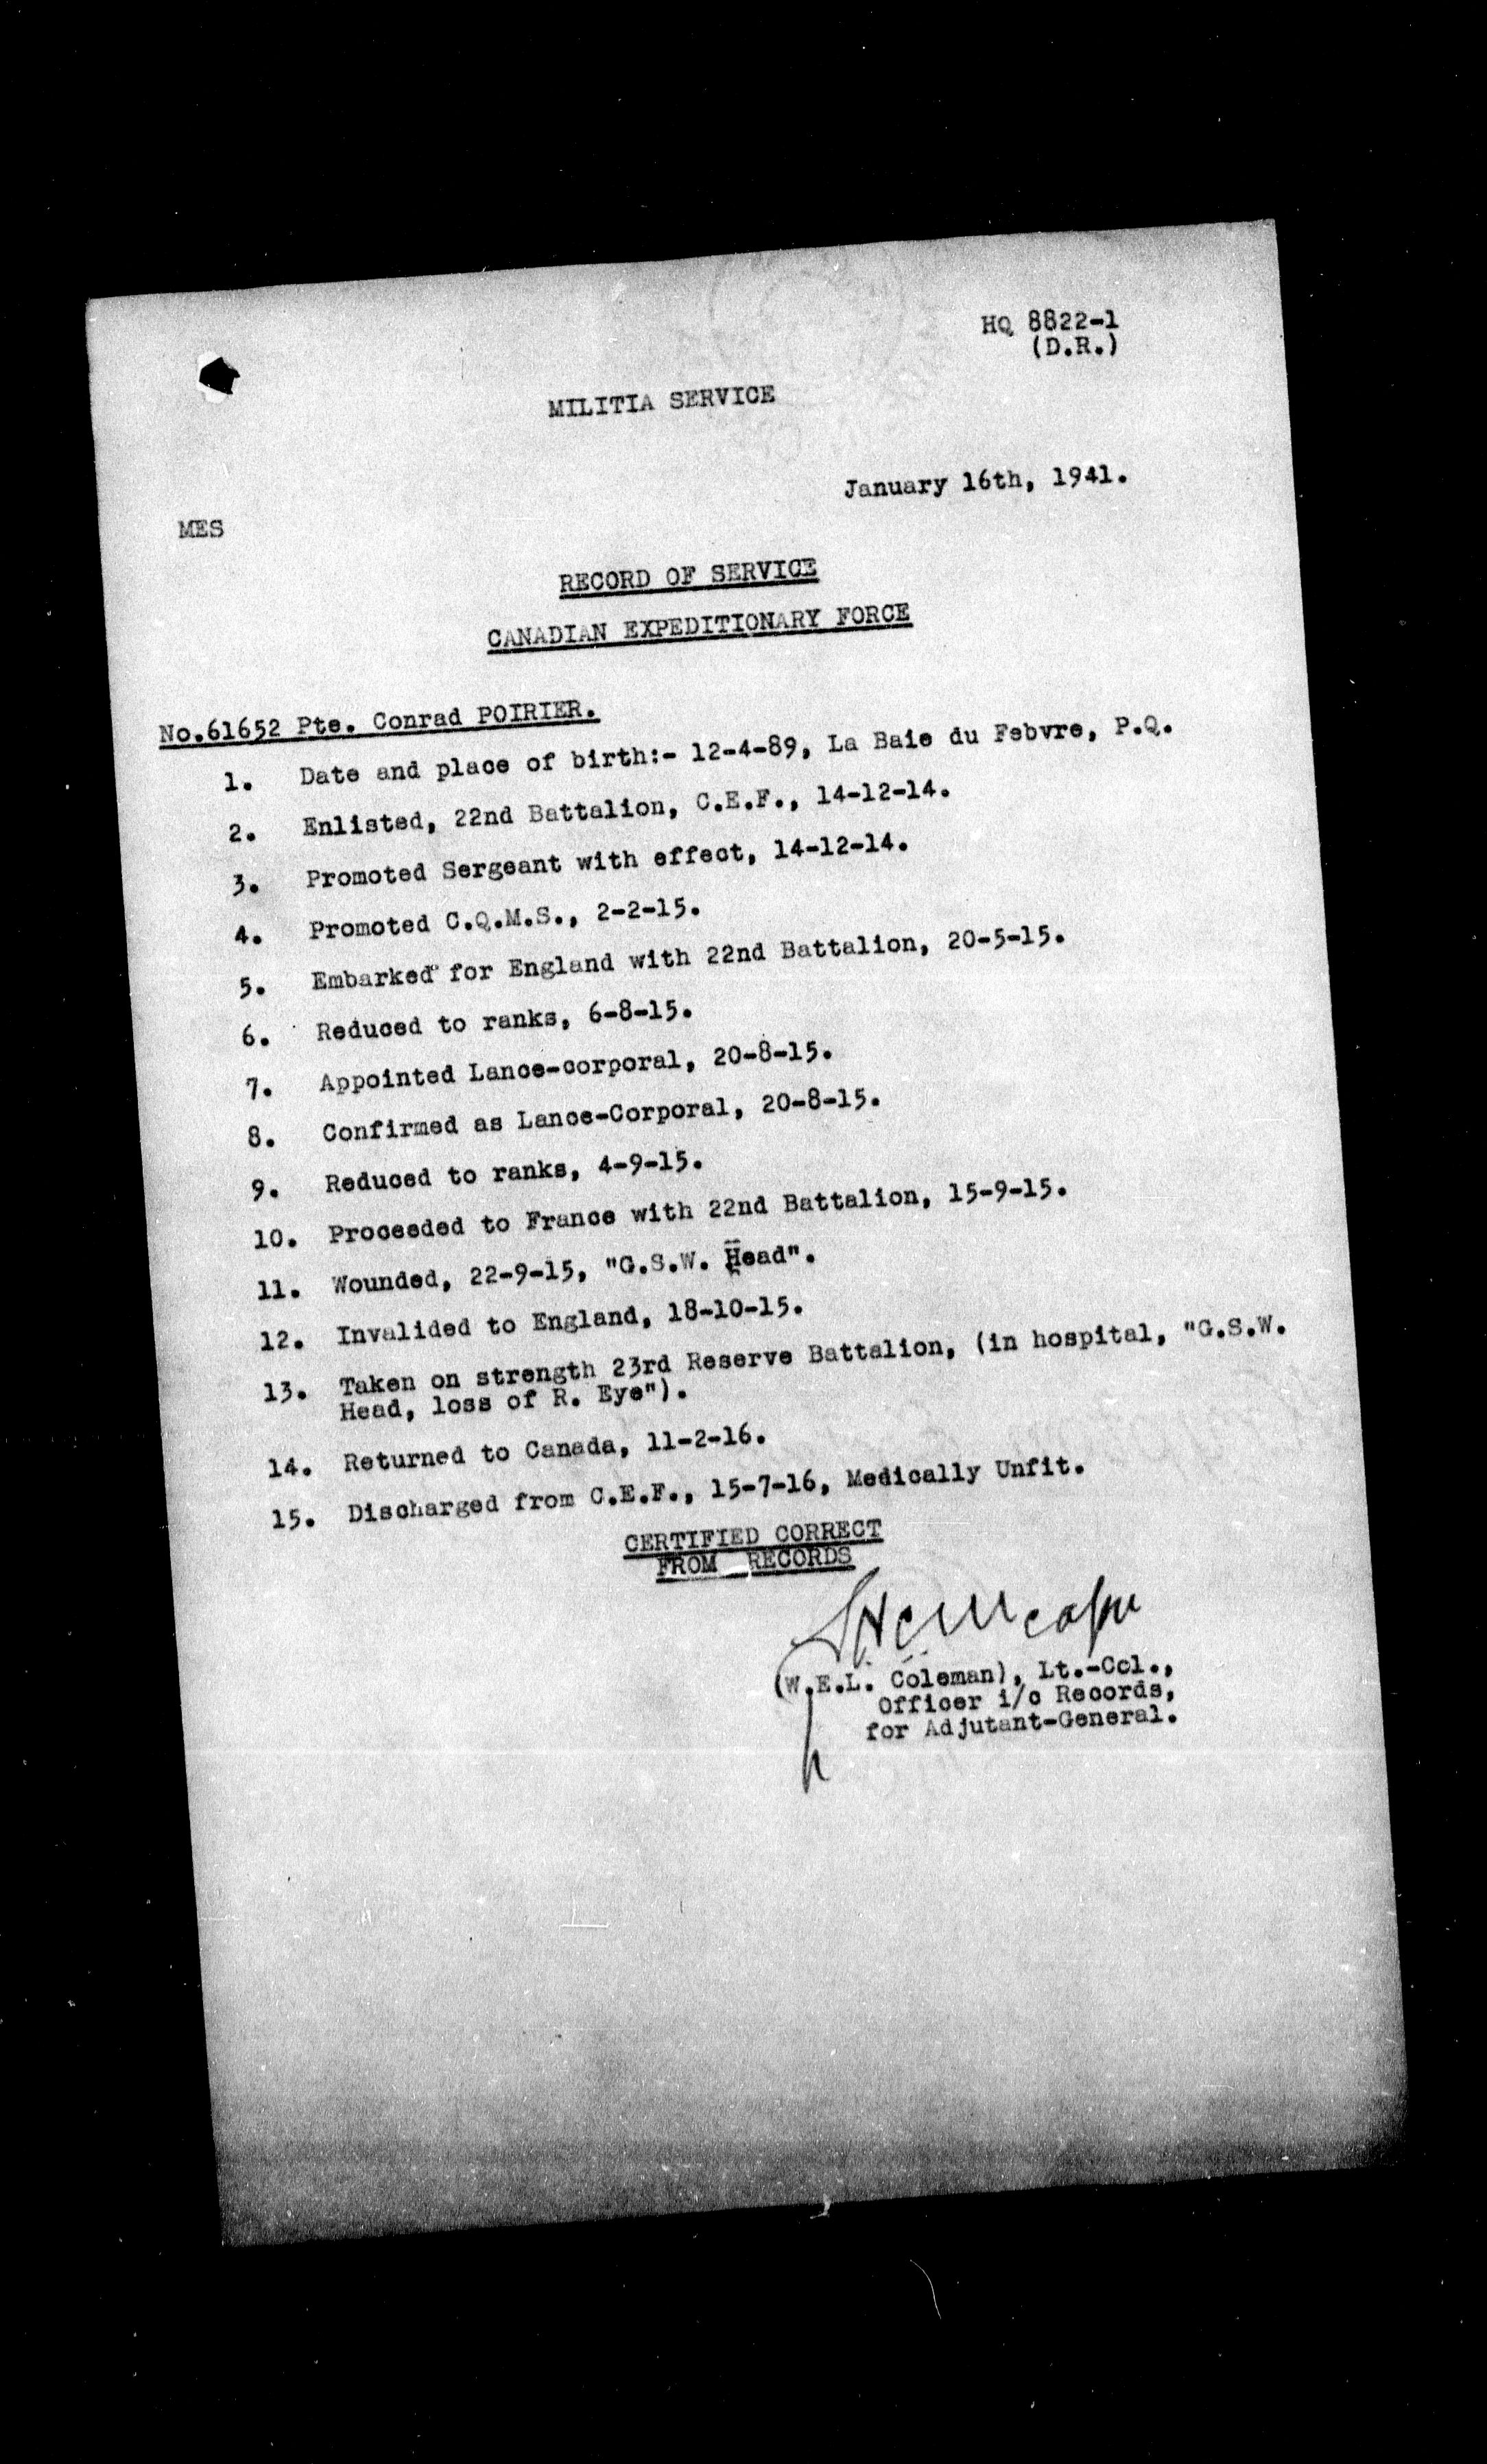 HQ 8822-1
(D.R.)
MILITIA SERVICE
January 16th, 1941.
MES
RECORD OF SERVICE
CANADIAN EXPEDITIONARY FORCE
No.61652 Pte. Conrad POIRIER.
1. Date and place of birth:- 12-4-89, La Baie du Febvre, P.Q.
2. Enlisted, 22nd Battalion, C.E.F., 14-12-14.
3. Promoted Sergeant with effect, 14-12-14.
4. Promoted C.Q.M.S., 2-2-15.
5. Embarked for England with 22nd Battalion, 20-5-15.
6. Reduced to ranks, 6-8-15.
7. Appointed Lance-corporal, 20-8-15.
8. Confirmed as Lance-Corporal, 20-8-15.
9. Reduced to ranks, 4-9-15.
10. Proceeded to France with 22nd Battalion, 15-9-15.
11. Wounded, 22-9-15, "G.S.W. Head".
12. Invalided to England, 18-10-15.
13. Taken on strength 23rd Reserve Battalion, (in hospital, "G.S.W.
Head, loss of R. Eye").
14. Returned to Canada, 11-2-16.
15. Discharged from C.E.F., 15-7-16, Medically Unfit.
CERTIFIED CORRECT
FROM RECORDS
(W.E.L. Coleman), Lt.-Col.,
Officer i/c Records,
for Adjutant-General.